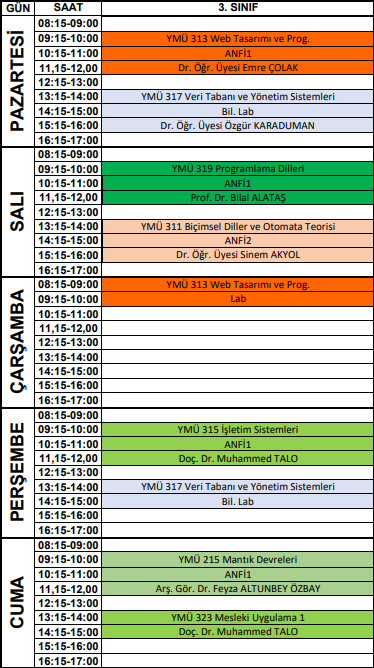 GÜN SAAT 3. SINIF
PAZARTESİ
08:15-09:00
09:15-10:00 YMÜ 313 Web Tasarımı ve Prog.
10:15-11:00 ANFİ1
11,15-12,00 Dr. Öğr. Üyesi Emre ÇOLAK
12:15-13:00
13:15-14:00 YMÜ 317 Veri Tabanı ve Yönetim Sistemleri
14:15-15:00 Bil. Lab
15:15-16:00 Dr. Öğr. Üyesi Özgür KARADUMAN
16:15-17:00
SALI
08:15-09:00
09:15-10:00 YMÜ 319 Programlama Dilleri
10:15-11:00 ANFİ1
11,15-12,00 Prof. Dr. Bilal ALATAŞ
12:15-13:00
13:15-14:00 YMÜ 311 Biçimsel Diller ve Otomata Teorisi
14:15-15:00 ANFİ2
15:15-16:00 Dr. Öğr. Üyesi Sinem AKYOL
16:15-17:00
ÇARŞAMBA
08:15-09:00 YMÜ 313 Web Tasarımı ve Prog.
09:15-10:00 Lab
10:15-11:00
11,15-12,00
12:15-13:00
13:15-14:00
14:15-15:00
15:15-16:00
16:15-17:00
PERŞEMBE
08:15-09:00
09:15-10:00 YMÜ 315 İşletim Sistemleri
10:15-11:00 ANFİ1
11,15-12,00 Doç. Dr. Muhammed TALO
12:15-13:00
13:15-14:00 YMÜ 317 Veri Tabanı ve Yönetim Sistemleri
14:15-15:00 Bil. Lab
15:15-16:00
16:15-17:00
CUMA
08:15-09:00
09:15-10:00 YMÜ 215 Mantık Devreleri
10:15-11:00 ANFİ1
11,15-12,00 Arş. Gör. Dr. Feyza ALTUNBEY ÖZBAY
12:15-13:00
13:15-14:00 YMÜ 323 Mesleki Uygulama 1
14:15-15:00 Doç. Dr. Muhammed TALO
15:15-16:00
16:15-17:00